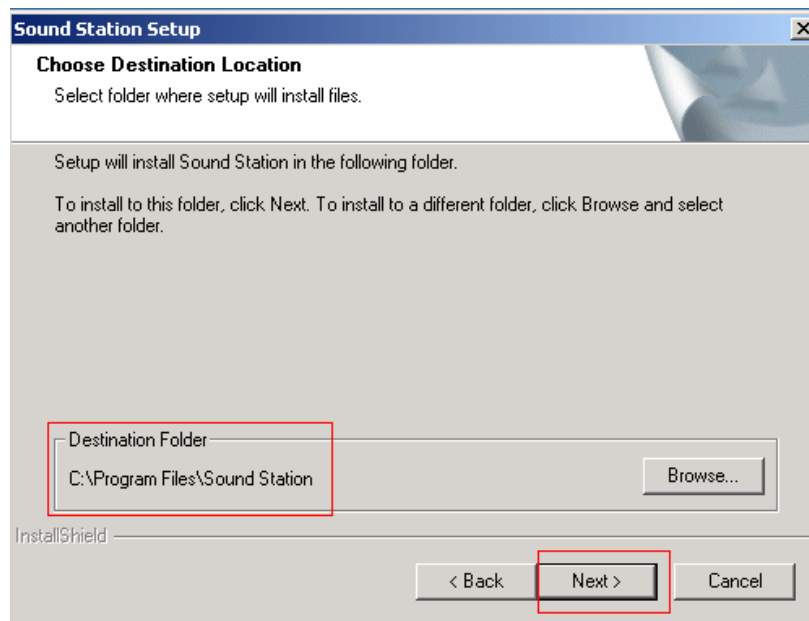 Sound Station Setup
Choose Destination Location
Select folder where setup will install files.
Setup will install Sound Station in the following folder.
To install to this folder, click Next. To install to a different folder, click Browse and select
another folder.
Destination Folder
C:\Program Files\Sound Station
Browse...
InstallShield
< Back
Next >
Cancel